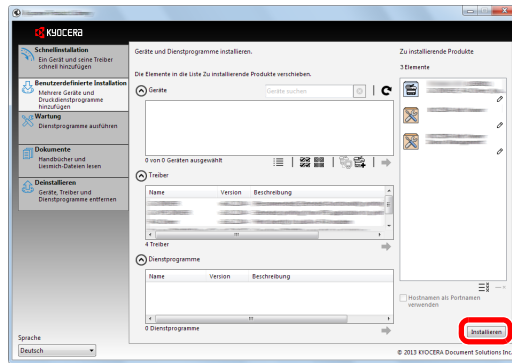 KYOCERA
Schnellinstallation
Ein Gerät und seine Treiber
schnell hinzufügen
Benutzerdefinierte Installation
Mehrere Geräte und
Druckdienstprogramme
hinzufügen
Wartung
Dienstprogramme ausführen
Dokumente
Handbücher und
Liesmich-Dateien lesen
Deinstallieren
Geräte, Treiber und
Dienstprogramme entfernen
Sprache
Deutsch
Geräte und Dienstprogramme installieren.
Die Elemente in die Liste Zu installierende Produkte verschieben.
Geräte
Geräte suchen
0 von 0 Geräten ausgewählt
Treiber
Name Version Beschreibung
4 Treiber
Dienstprogramme
Name Version Beschreibung
0 Dienstprogramme
Zu installierende Produkte
3 Elemente
Hostnamen als Portnamen
verwenden
Installieren
© 2013 KYOCERA Document Solutions Inc.